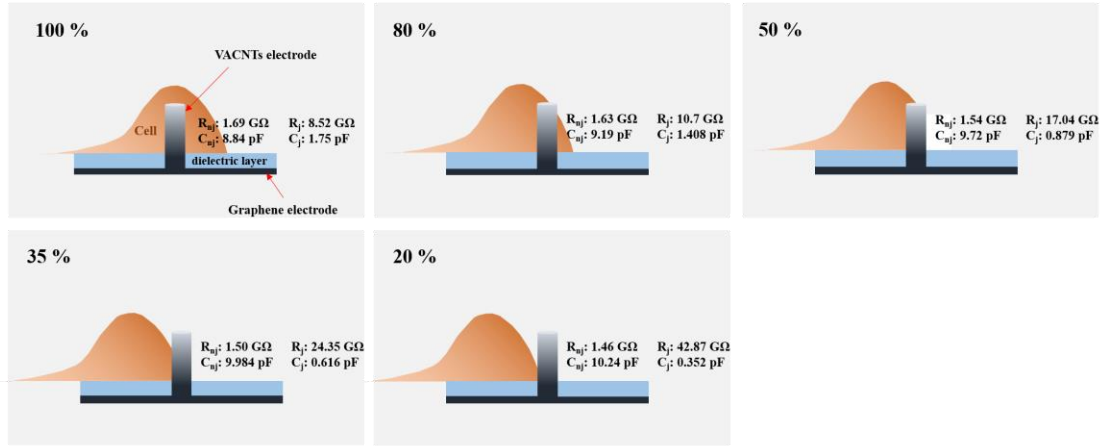 100 %
VACNTs electrode
Cell
Rnj: 1.69 GΩ Rj: 8.52 GΩ
Cnj: 8.84 pF Cj: 1.75 pF
dielectric layer
Graphene electrode
80 %
Rnj: 1.63 GΩ Rj: 10.7 GΩ
Cnj: 9.19 pF Cj: 1.408 pF
50 %
Rnj: 1.54 GΩ Rj: 17.04 GΩ
Cnj: 9.72 pF Cj: 0.879 pF
35 %
Rnj: 1.50 GΩ Rj: 24.35 GΩ
Cnj: 9.984 pF Cj: 0.616 pF
20 %
Rnj: 1.46 GΩ Rj: 42.87 GΩ
Cnj: 10.24 pF Cj: 0.352 pF